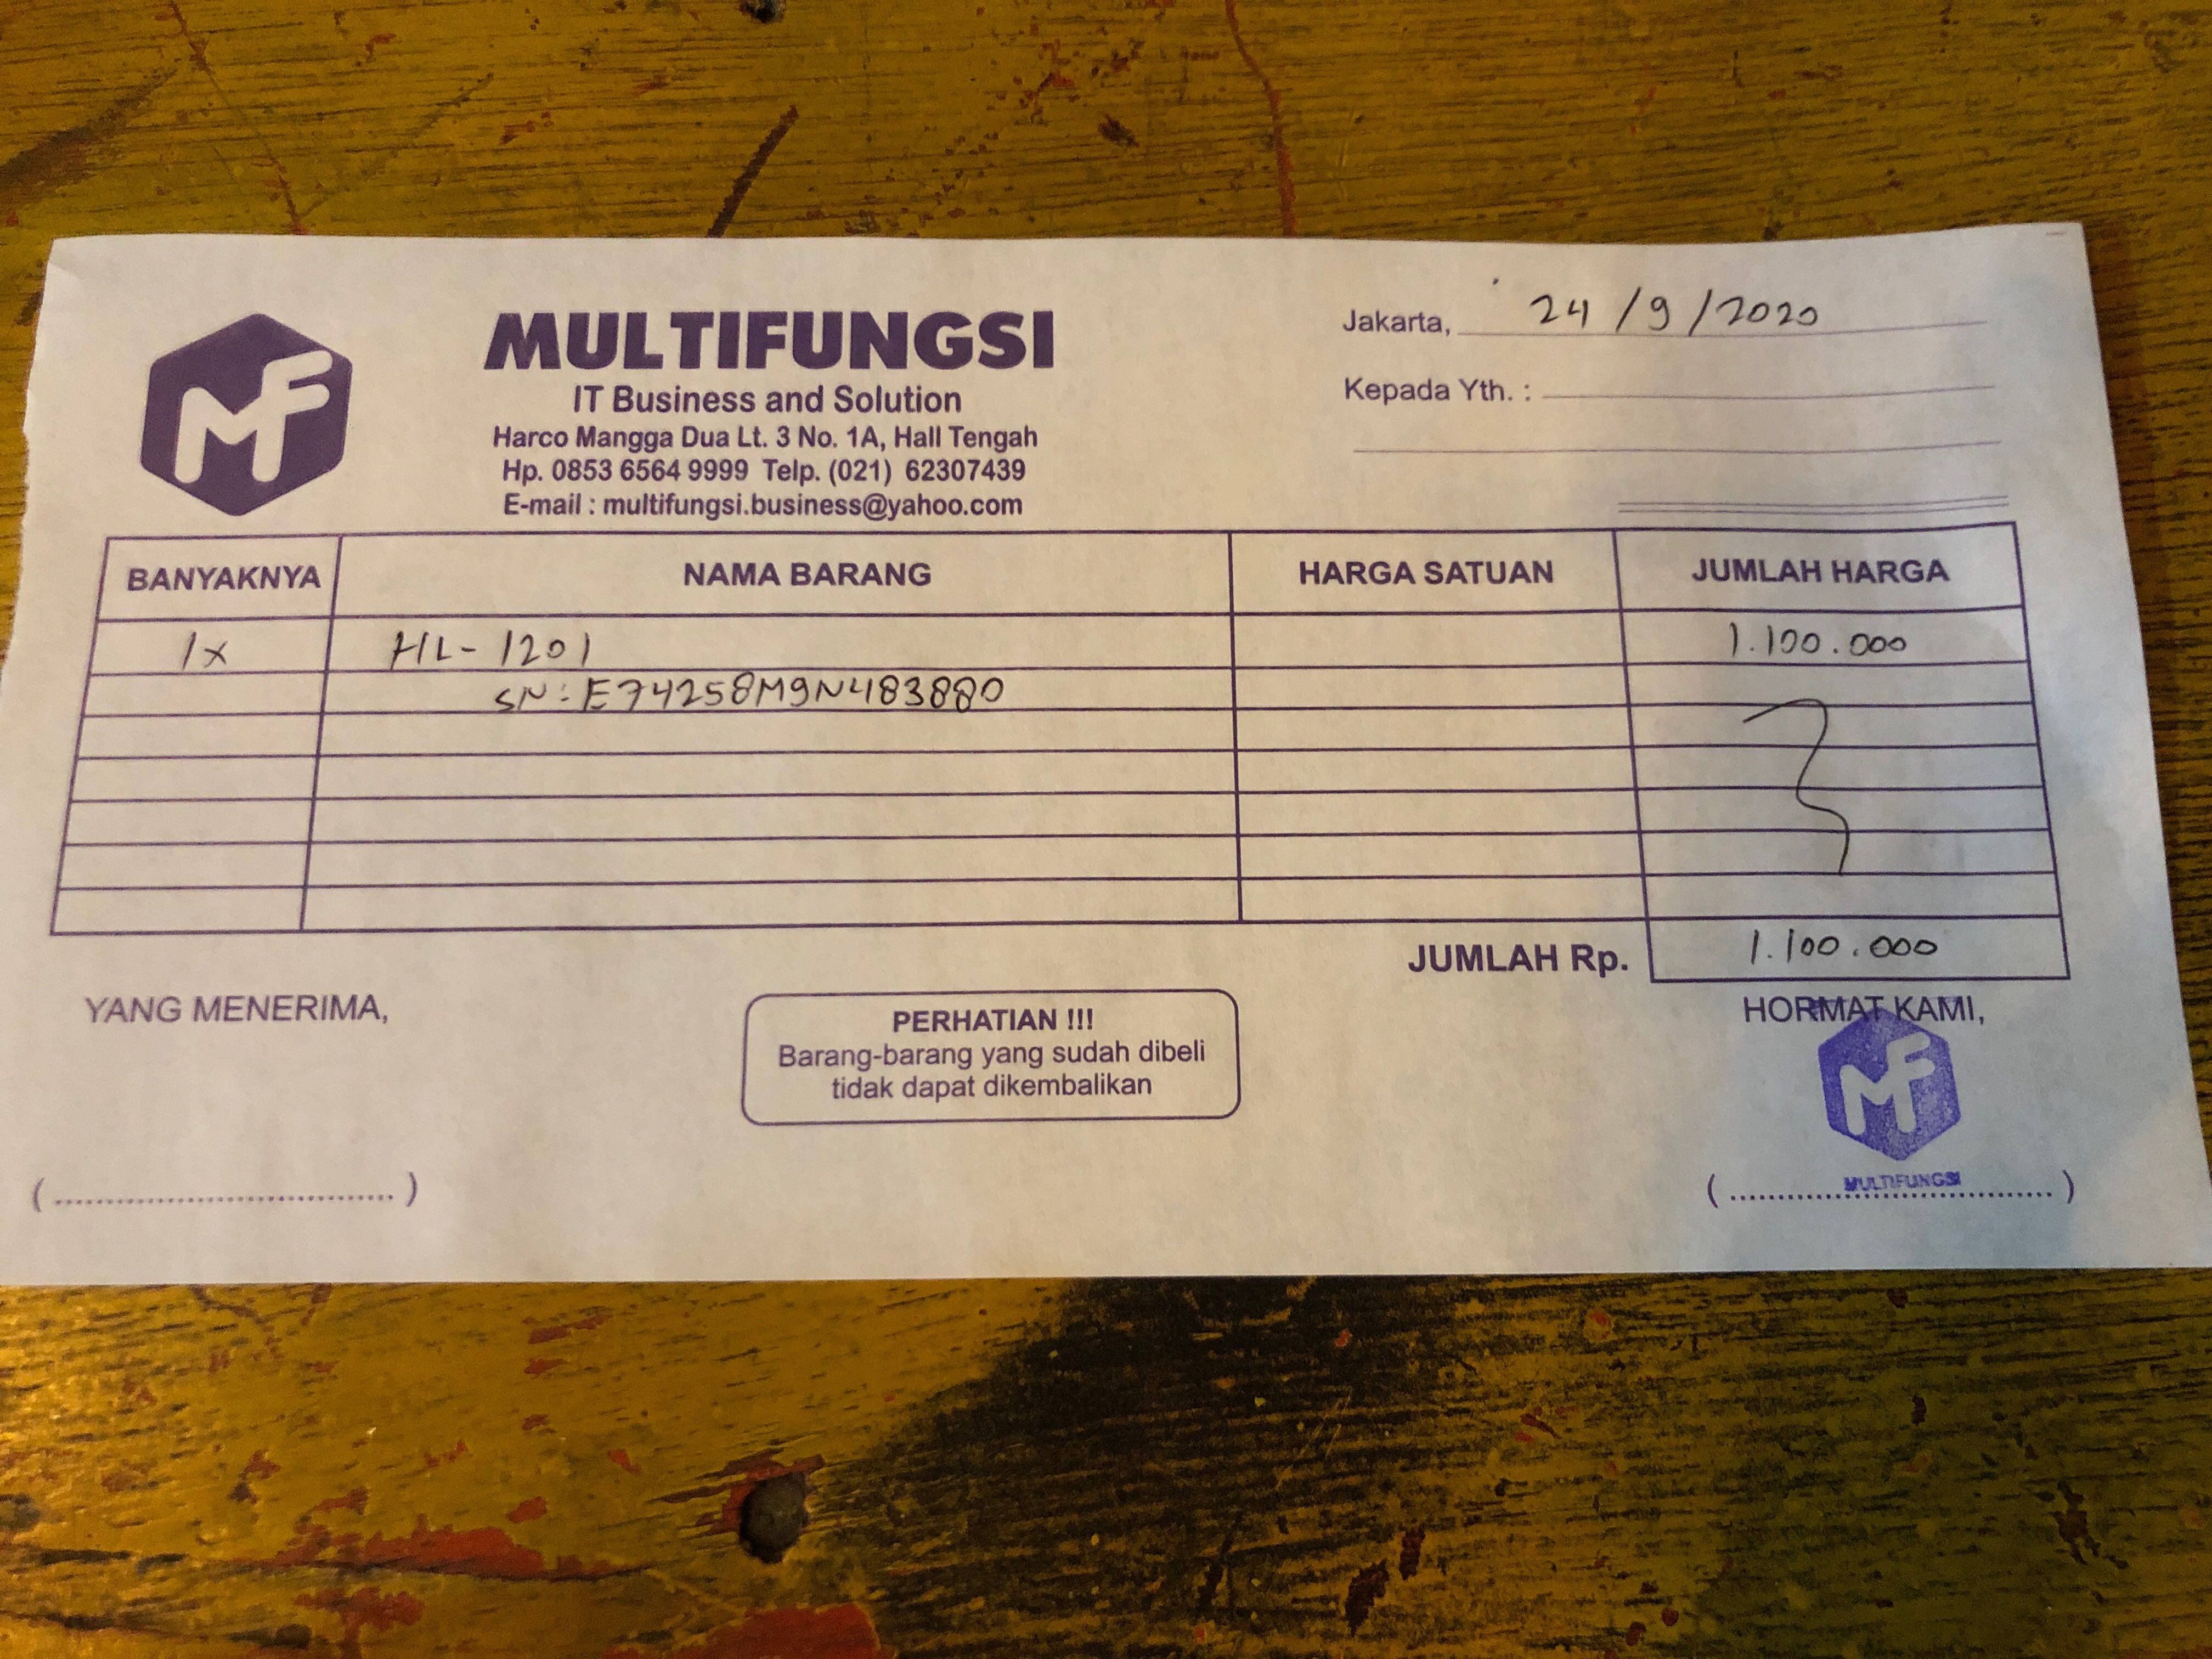 MF
MULTIFUNGSI
IT Business and Solution
Harco Mangga Dua Lt. 3 No. 1A, Hall Tengah
Hp. 0853 6564 9999 Telp. (021) 62307439
E-mail : multifungsi.business@yahoo.com
Jakarta, 24/9/2020
Kepada Yth. :
BANYAKNYA NAMA BARANG HARGA SATUAN JUMLAH HARGA
1x HL-1201 1.100.000
SN: E74258M9N483880
JUMLAH Rp. 1.100.000
YANG MENERIMA,
PERHATIAN !!!
Barang-barang yang sudah dibeli
tidak dapat dikembalikan
HORMAT KAMI,
MF
MULTIFUNGSI